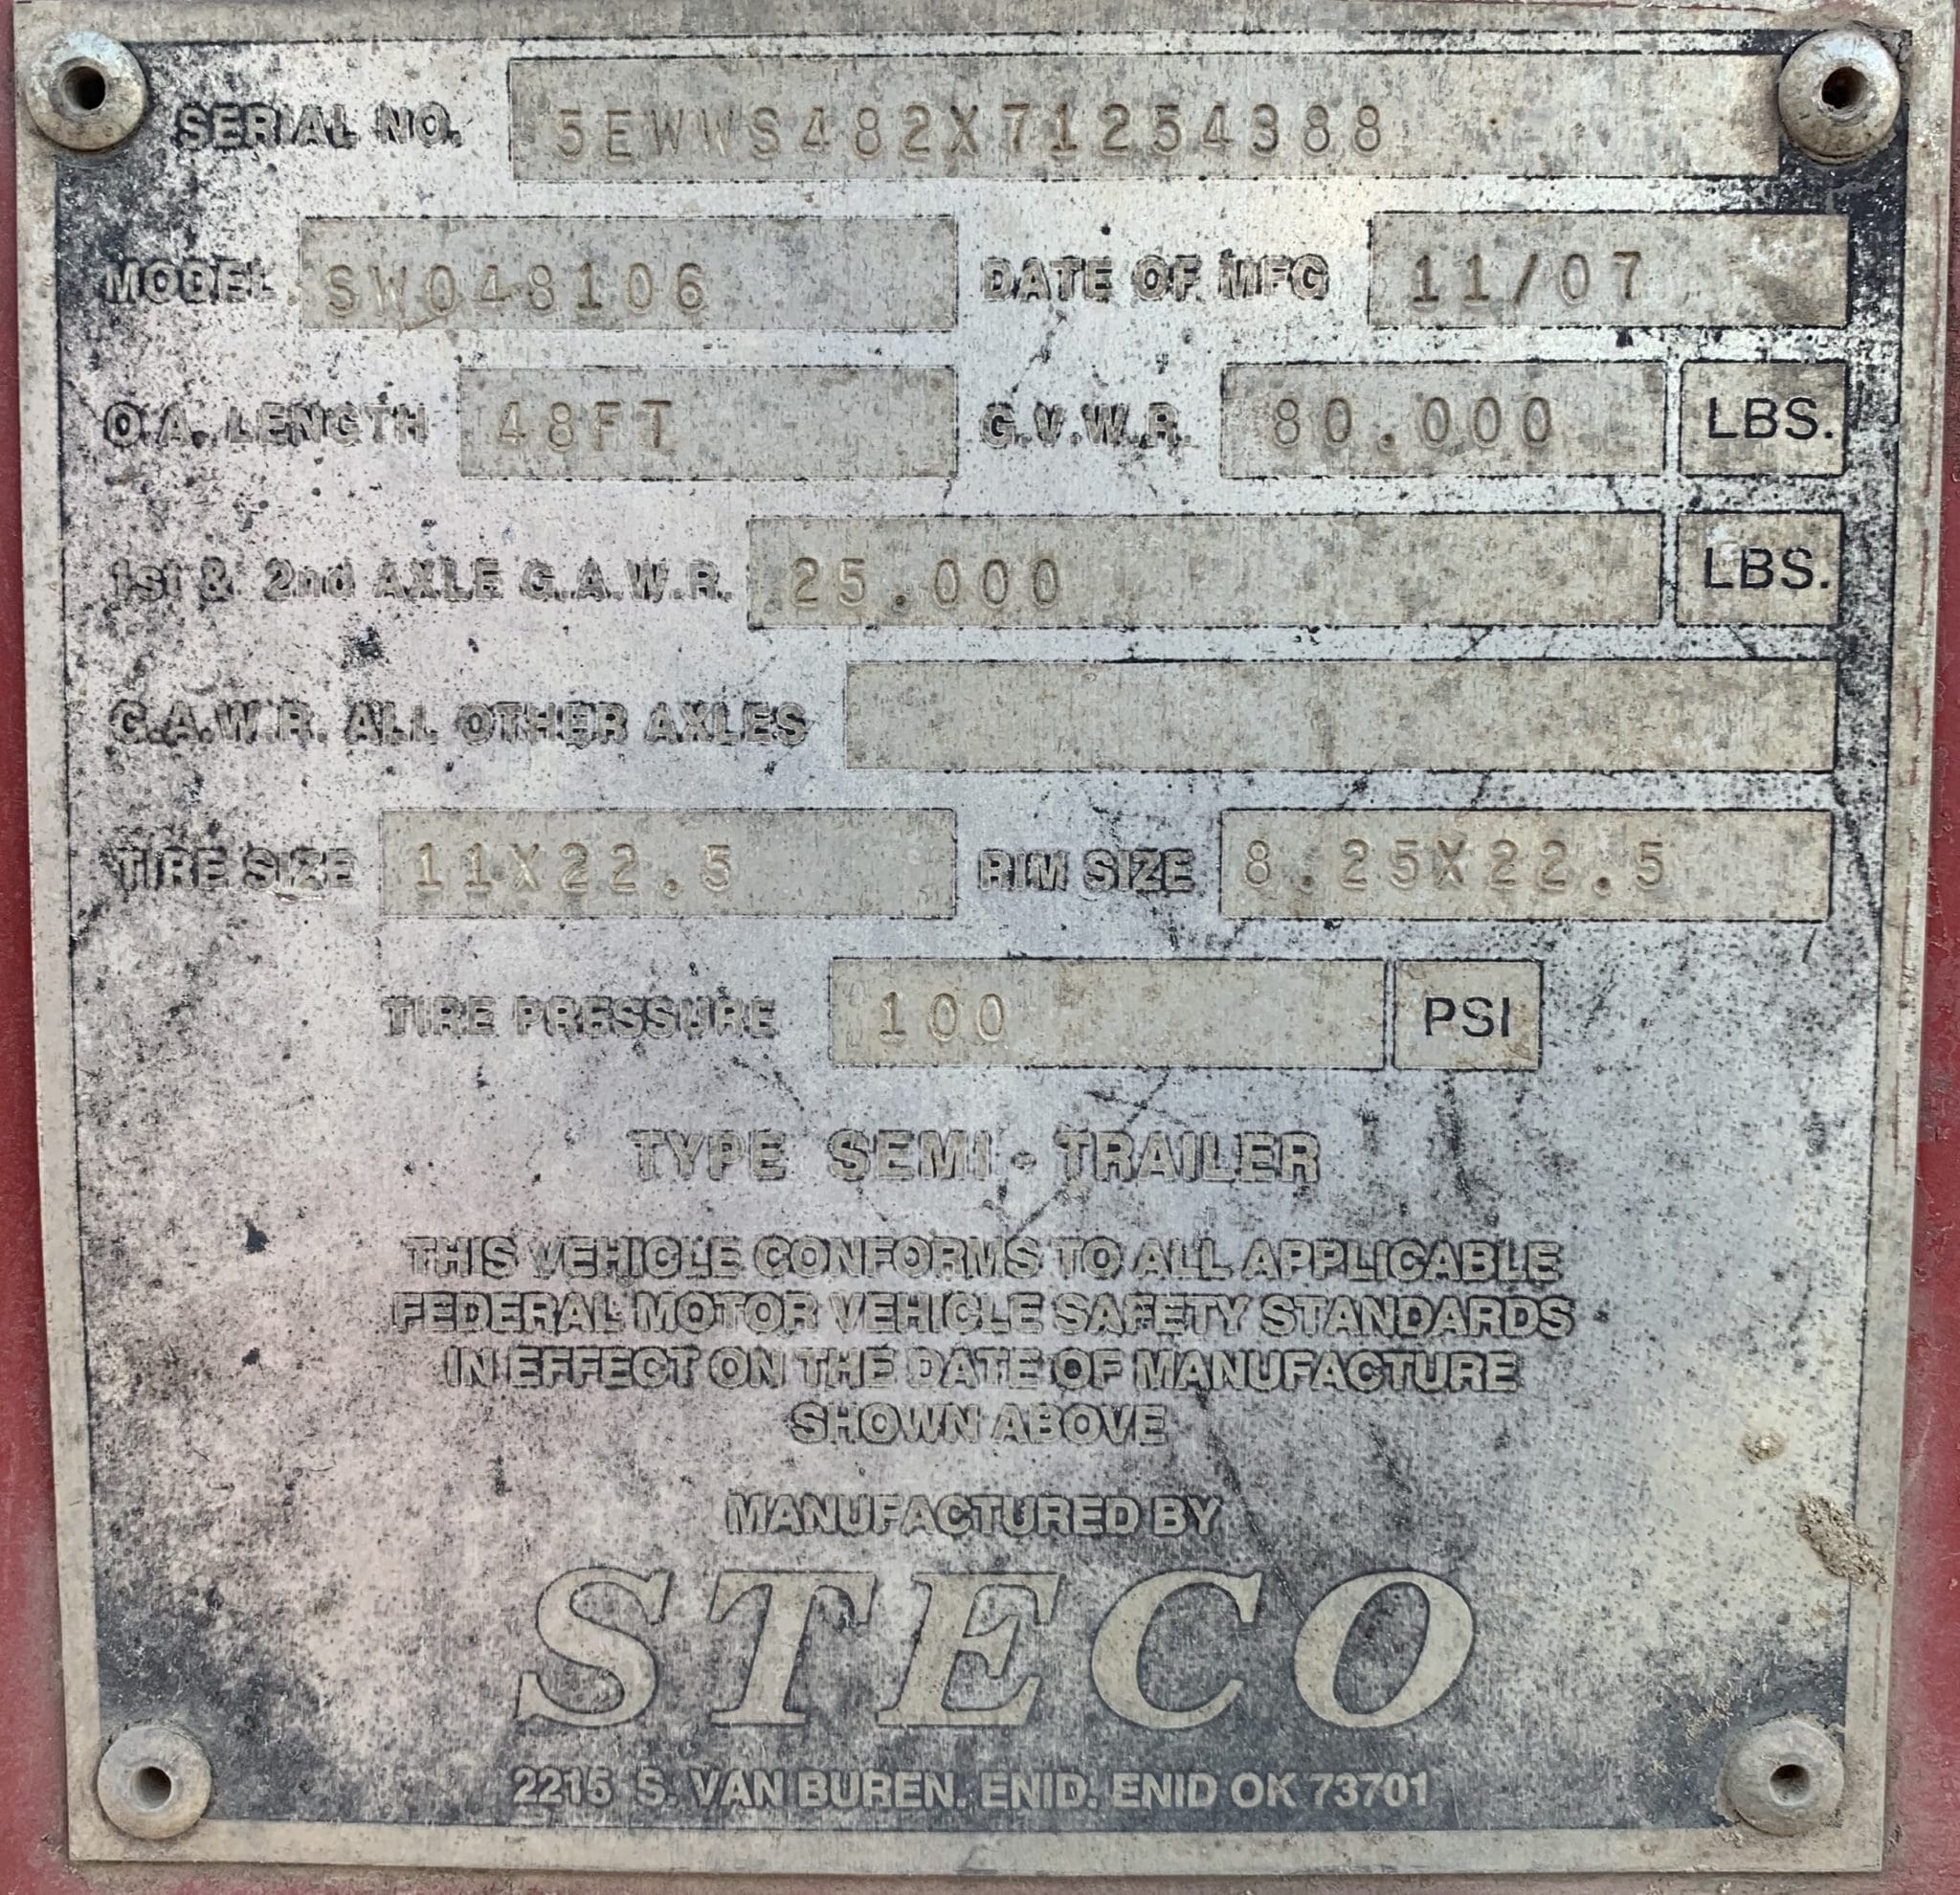 SERIAL NO. 5EWWS482X71254388
MODEL SW048106 DATE OF MFG 11/07
O.A. LENGTH 48FT G.V.W.R. 80.000 LBS.
1st & 2nd AXLE G.A.W.R. 25.000 LBS.
G.A.W.R. ALL OTHER AXLES
TIRE SIZE 11X22.5 RIM SIZE 8.25X22.5
TIRE PRESSURE 100 PSI
TYPE SEMI - TRAILER
THIS VEHICLE CONFORMS TO ALL APPLICABLE
FEDERAL MOTOR VEHICLE SAFETY STANDARDS
IN EFFECT ON THE DATE OF MANUFACTURE
SHOWN ABOVE
MANUFACTURED BY
STECO
2215 S. VAN BUREN. ENID. ENID OK 73701